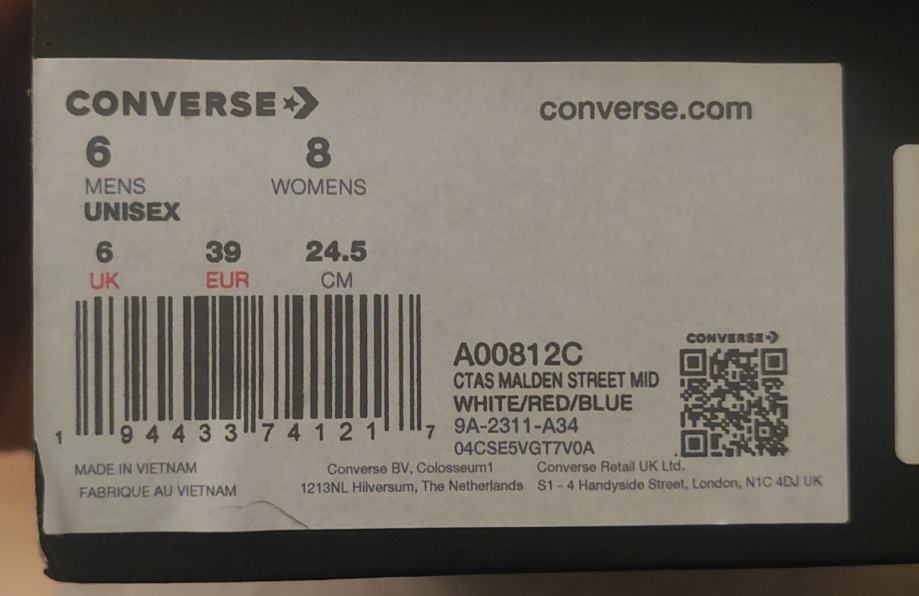 CONVERSE
converse.com
6 8
MENS WOMENS
UNISEX
6 39 24.5
UK EUR CM
1 94433 74121 7
A00812C
CTAS MALDEN STREET MID
WHITE/RED/BLUE
9A-2311-A34
04CSE5VGT7V0A
CONVERSE
MADE IN VIETNAM
FABRIQUE AU VIETNAM
Converse BV, Colosseum1
1213NL Hilversum, The Netherlands
Converse Retail UK Ltd.
S1 - 4 Handyside Street, London, N1C 4DJ UK